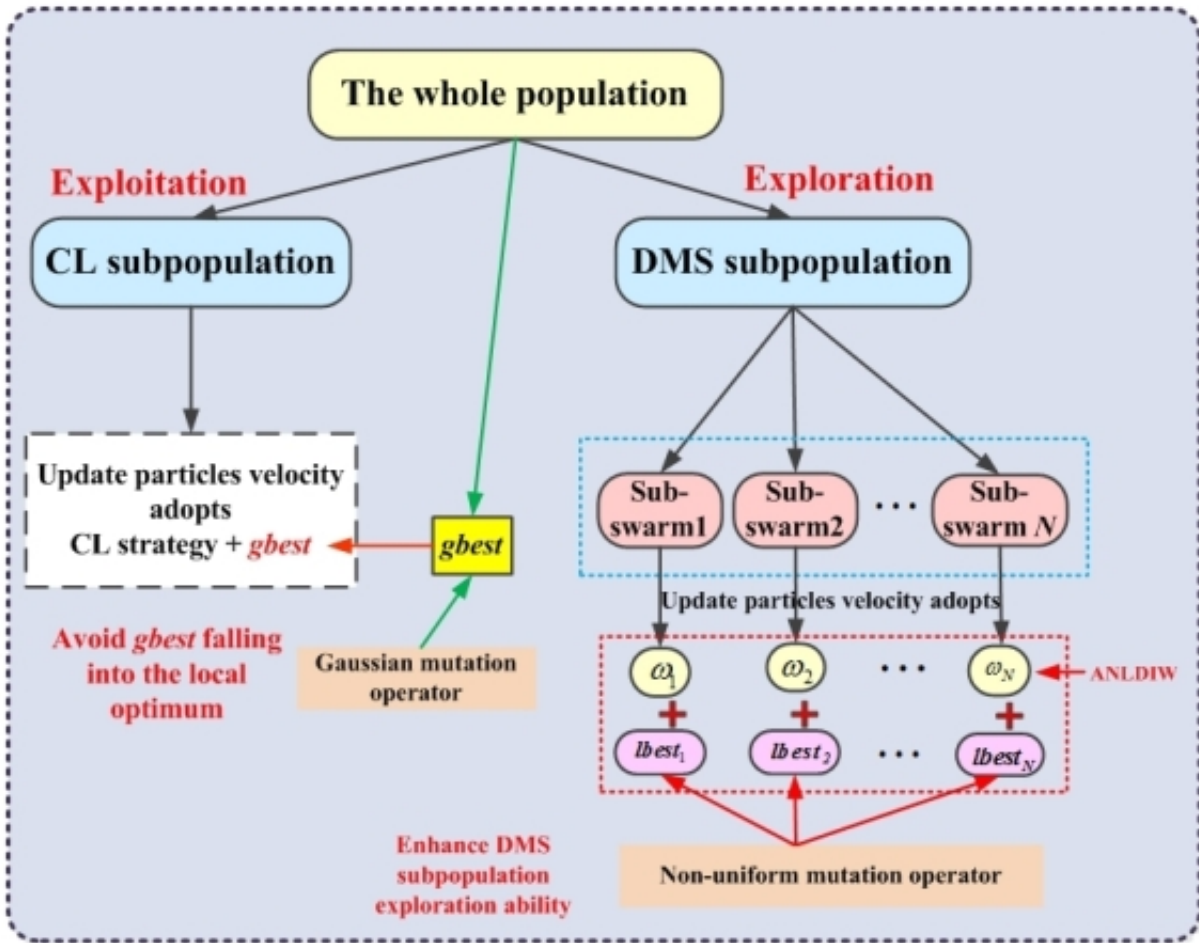 The whole population
Exploitation
Exploration
CL subpopulation
DMS subpopulation
Update particles velocity
adopts
CL strategy + gbest
gbest
Sub-
swarm1
Sub-
swarm2
...
Sub-
swarm N
Update particles velocity adopts
Avoid gbest falling
into the local
optimum
Gaussian mutation
operator
ω₁
ω₂
...
ω_N
ANLDIW
+
+
+
lbest₁
lbest₂
...
lbest_N
Enhance DMS
subpopulation
exploration ability
Non-uniform mutation operator